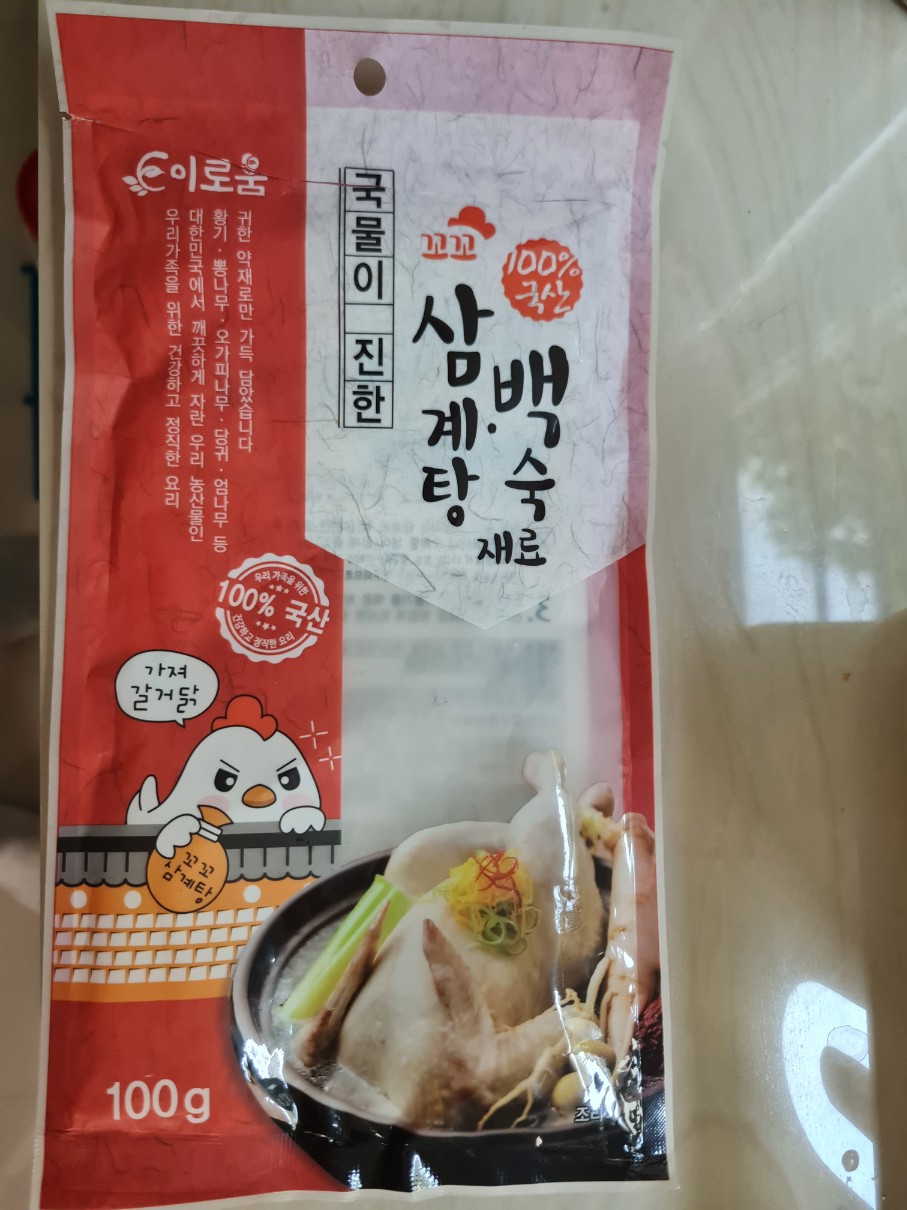 이로움
귀한 약재로만 가득 담았습니다
황기 · 뽕나무 · 오가피나무 · 당귀 · 엄나무 등
대한민국에서 깨끗하게 자란 우리 농산물인
우리가족을 위한 건강하고 정직한 요리
국물이 진한
꼬꼬
100%
국산
삼계탕
백숙
재료
우리 가족을 위한
100% 국산
건강하고 정직한 요리
가져
갈거닭
꼬꼬
삼계탕
100g
3.